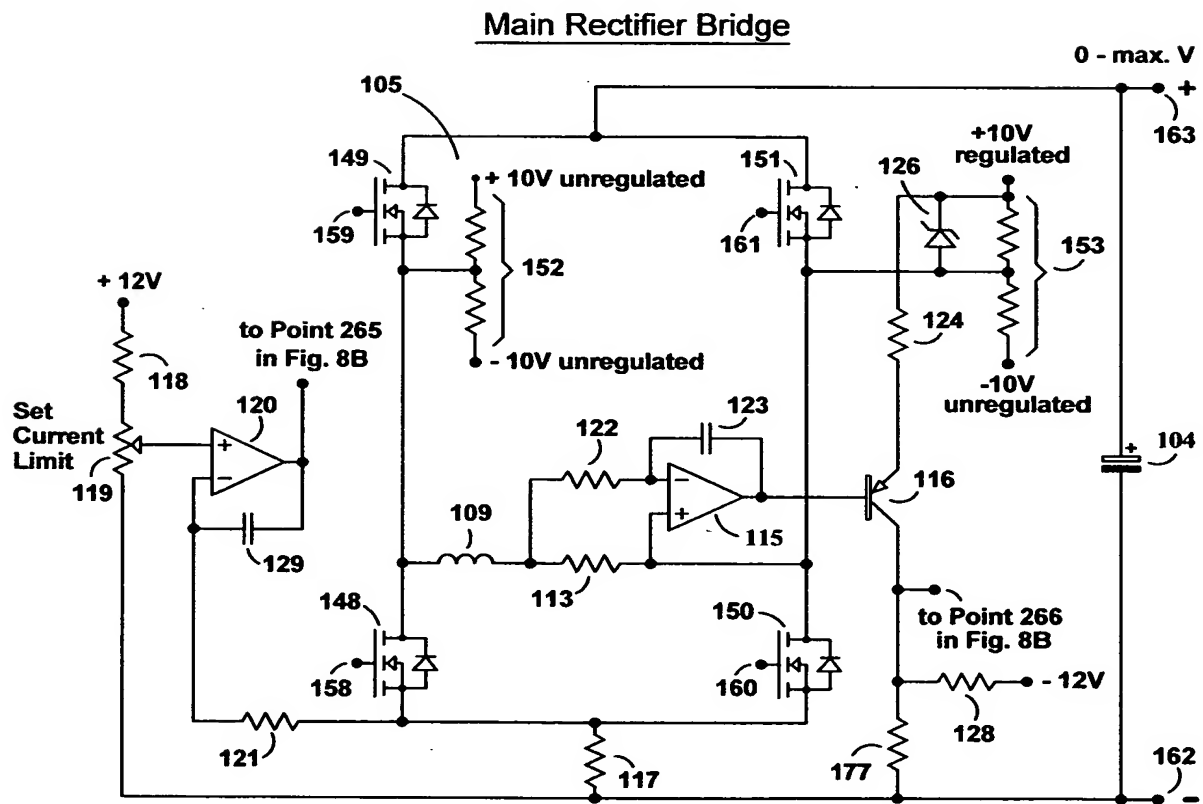 Main Rectifier Bridge
0 - max. V
105
+
163
149
151
+ 10V unregulated
+10V
regulated
126
159
161
152
153
+ 12V
to Point 265
in Fig. 8B
124
- 10V unregulated
-10V
unregulated
118
120
123
Set
Current
Limit
122
+
104
+
-
-
+
116
119
109
115
129
113
148
150
to Point 266
in Fig. 8B
158
160
- 12V
128
121
117
177
162
-